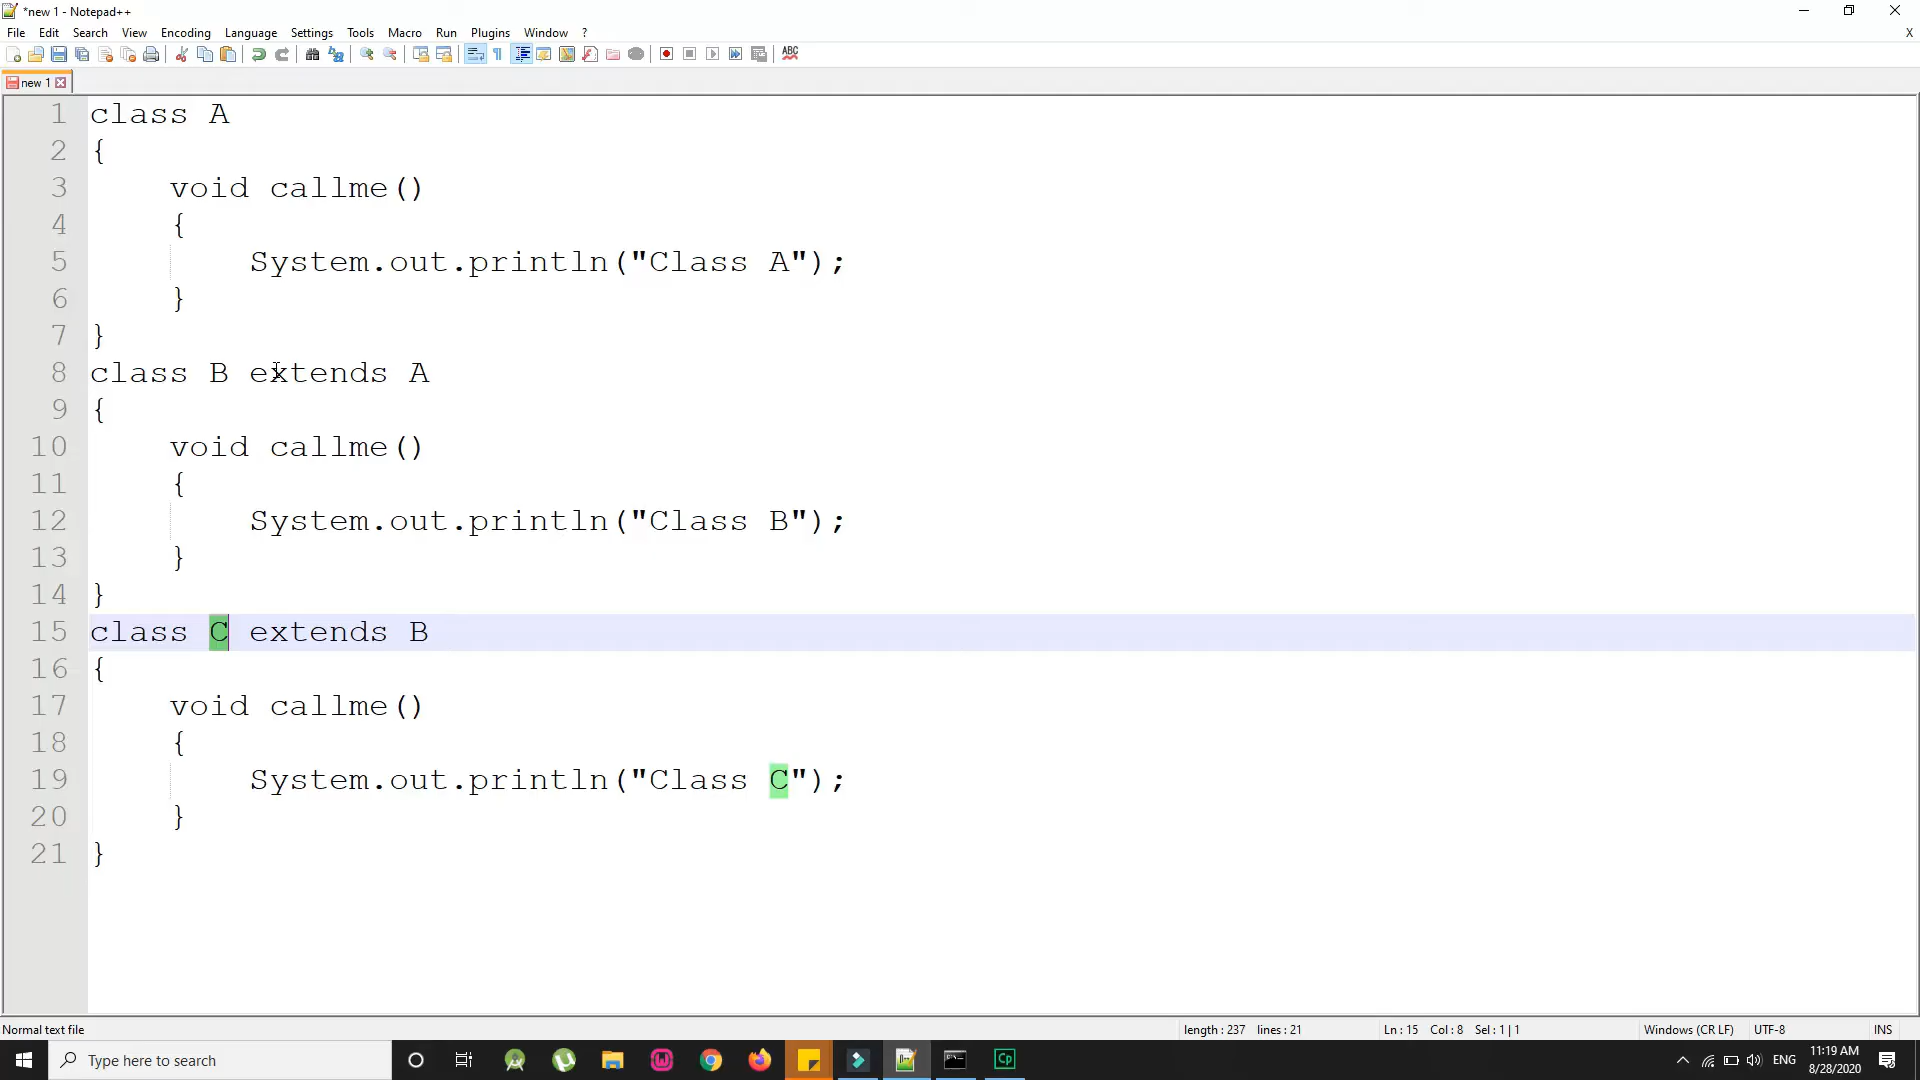 *new 1 - Notepad++
File Edit Search View Encoding Language Settings Tools Macro Run Plugins Window ? X
ABC
new 1
1 class A
2 {
3 void callme()
4 {
5 System.out.println("Class A");
6 }
7 }
8 class B extends A
9 {
10 void callme()
11 {
12 System.out.println("Class B");
13 }
14 }
15 class C extends B
16 {
17 void callme()
18 {
19 System.out.println("Class C");
20 }
21 }
Normal text file length : 237 lines : 21 Ln : 15 Col : 8 Sel : 1 | 1 Windows (CR LF) UTF-8 INS
Type here to search Cp ENG 11:19 AM
8/28/2020